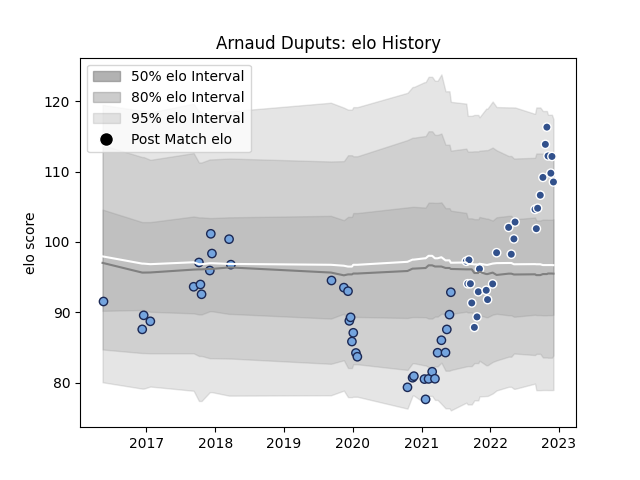 Arnaud Duputs: elo History
50% elo Interval
80% elo Interval
95% elo Interval
Post Match elo
elo score
120
110
100
90
80
2017
2018
2019
2020
2021
2022
2023